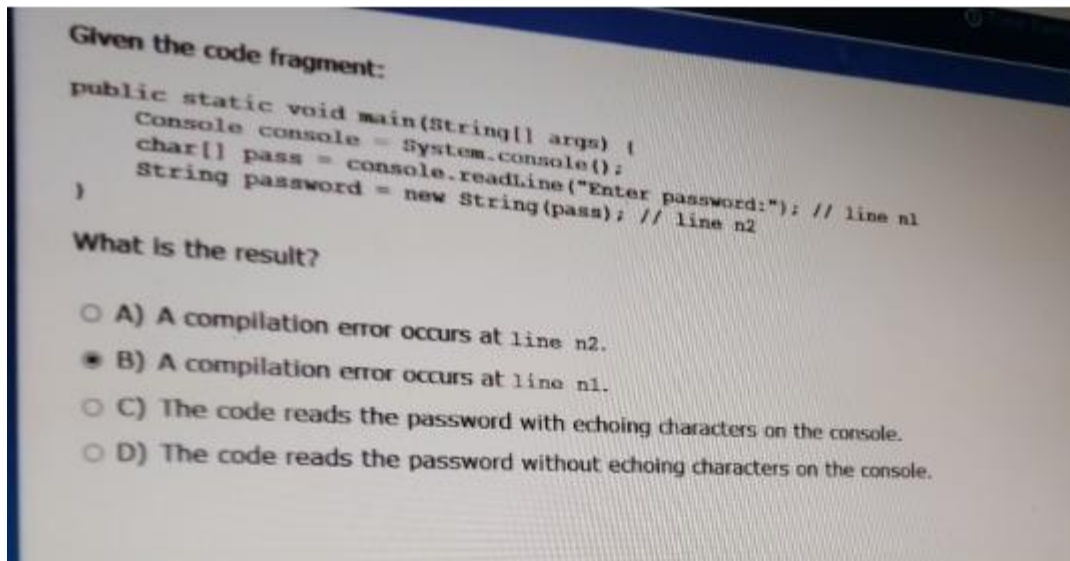 Given the code fragment:
public static void main(String[] args) {
Console console = System.console();
char[] pass = console.readLine("Enter password:"); // line n1
String password = new String(pass); // line n2
}
What is the result?
A) A compilation error occurs at line n2.
B) A compilation error occurs at line n1.
C) The code reads the password with echoing characters on the console.
D) The code reads the password without echoing characters on the console.